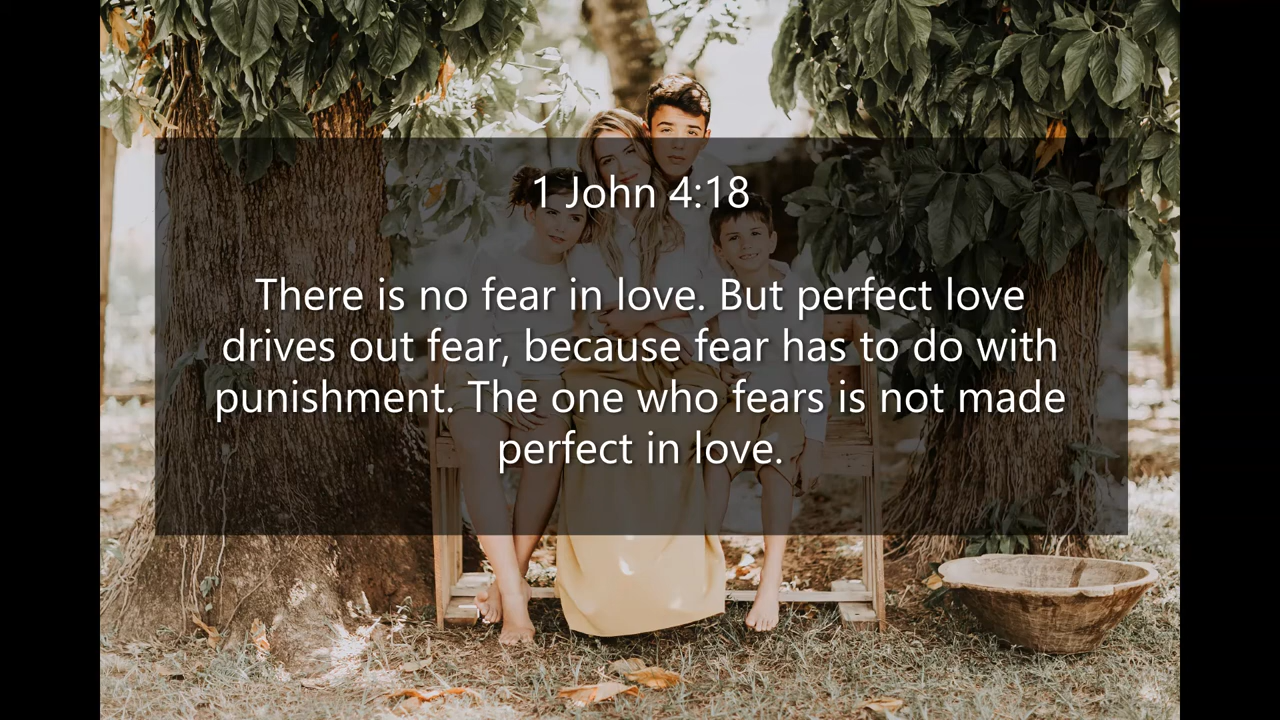 1 John 4:18
There is no fear in love. But perfect love
drives out fear, because fear has to do with
punishment. The one who fears is not made
perfect in love.